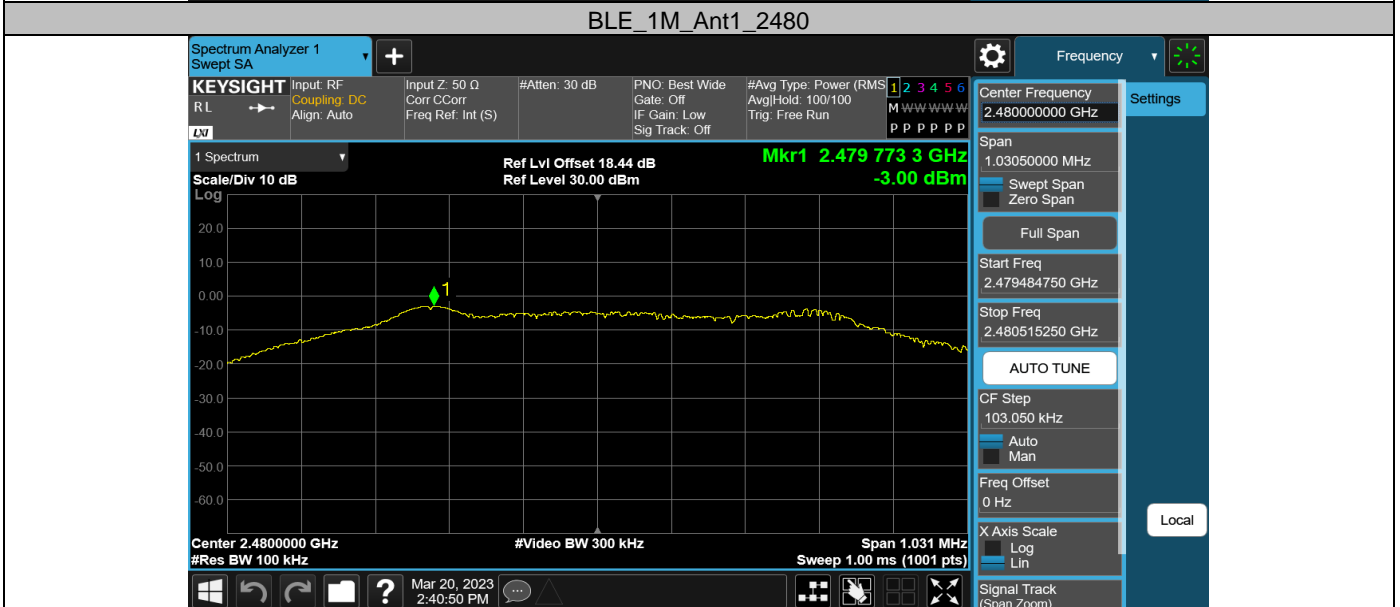 BLE_1M_Ant1_2480
Spectrum Analyzer 1
Swept SA
+
Frequency
KEYSIGHT
RL
LXI
Input: RF
Coupling: DC
Align: Auto
Input Z: 50 Ω
Corr CCorr
Freq Ref: Int (S)
#Atten: 30 dB
PNO: Best Wide
Gate: Off
IF Gain: Low
Sig Track: Off
#Avg Type: Power (RMS
Avg|Hold: 100/100
Trig: Free Run
1 2 3 4 5 6
M W W W W W
P P P P P P
1 Spectrum
Scale/Div 10 dB
Ref Lvl Offset 18.44 dB
Ref Level 30.00 dBm
Mkr1 2.479 773 3 GHz
-3.00 dBm
Log
20.0
10.0
0.00
-10.0
-20.0
-30.0
-40.0
-50.0
-60.0
1
Center 2.4800000 GHz
#Res BW 100 kHz
#Video BW 300 kHz
Span 1.031 MHz
Sweep 1.00 ms (1001 pts)
?
Mar 20, 2023
2:40:50 PM
Center Frequency
2.480000000 GHz
Span
1.03050000 MHz
Swept Span
Zero Span
Full Span
Start Freq
2.479484750 GHz
Stop Freq
2.480515250 GHz
AUTO TUNE
CF Step
103.050 kHz
Auto
Man
Freq Offset
0 Hz
X Axis Scale
Log
Lin
Signal Track
(Span Zoom)
Settings
Local